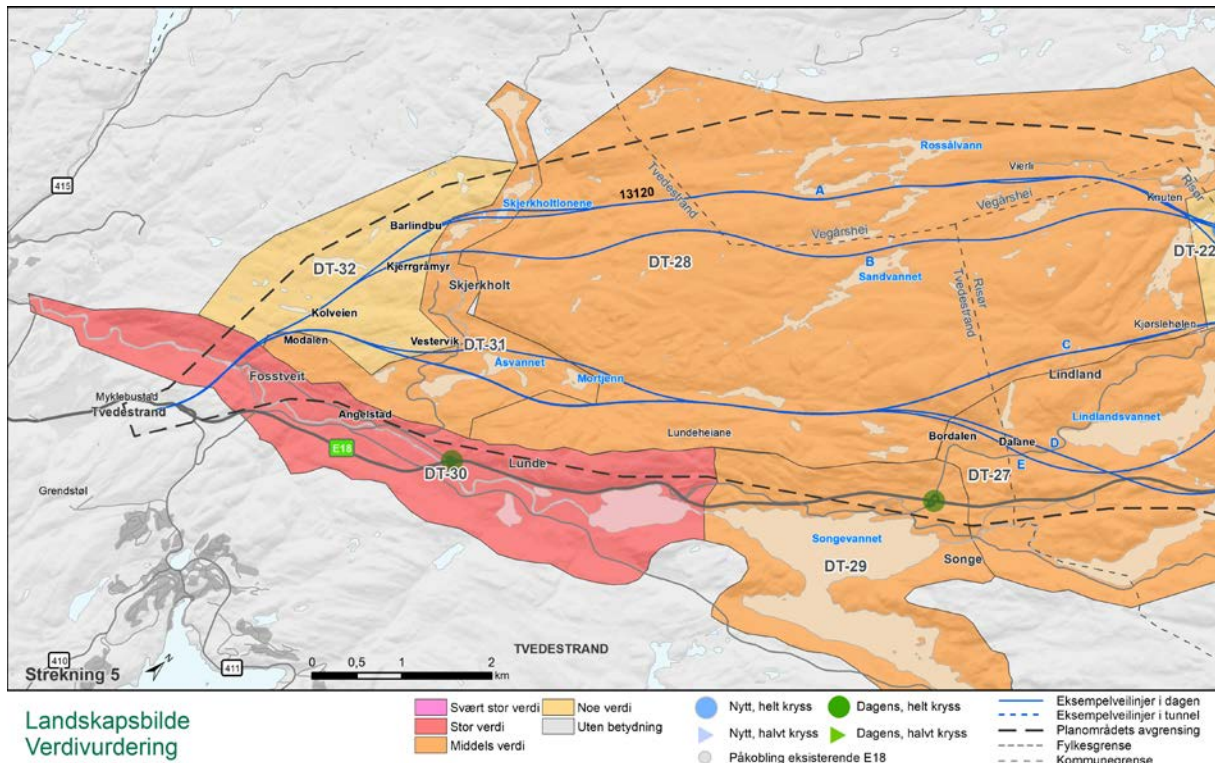 415
Rossålvann
Værli
Tvedestrand
13120
A
Skjerkholtionene
Risør
Knuten
Barlindbu
Vegårshei
Vegårshei
DT-22
DT-32
Kjerrgråmyr
DT-28
B
Sandvannet
Skjerkholt
Risør
Tvedestrand
Kolveien
Kjørslehølen
Modalen
Vestervik
DT-31
C
Åsvannet
Lindland
Fosstveit
Mortjenn
Myklebustad
Tvedestrand
Angelstad
Lindlandsvannet
Lundeheiane
Bordalen
Dalane
D
E18
E
Lunde
DT-30
DT-27
Grendstøl
Songevannet
DT-29
Songe
TVEDESTRAND
410
411
N
Strekning 5
0 0,5 1 2
km
Landskapsbilde
Verdivurdering
Svært stor verdi
Stor verdi
Middels verdi
Noe verdi
Uten betydning
Nytt, helt kryss
Nytt, halvt kryss
Påkobling eksisterende E18
Dagens, helt kryss
Dagens, halvt kryss
Eksempelveilinjer i dagen
Eksempelveilinjer i tunnel
Planområdets avgrensing
Fylkesgrense
Kommunegrense